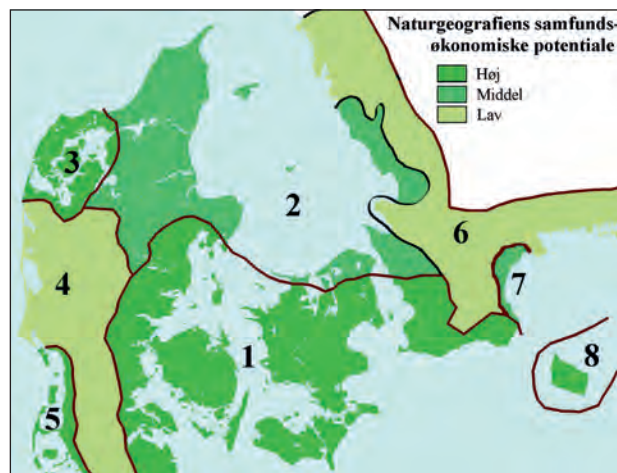 Naturgeografiens samfunds-
økonomiske potentiale
Høj
Middel
Lav
3
2
6
4
7
1
8
5